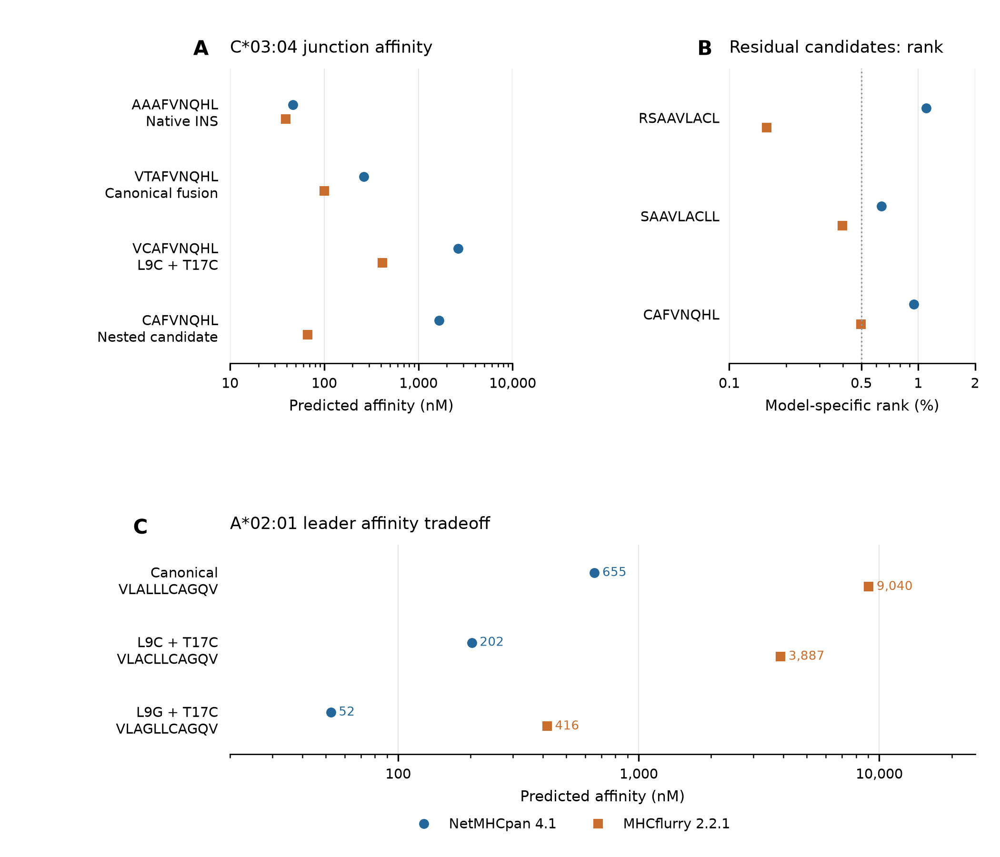 A C*03:04 junction affinity
AAAFVNQHL
Native INS
VTAFVNQHL
Canonical fusion
VCAFVNQHL
L9C + T17C
CAFVNQHL
Nested candidate
10 100 1,000 10,000
Predicted affinity (nM)
B Residual candidates: rank
RSAAVLACL
SAAVLACLL
CAFVNQHL
0.1 0.5 1 2
Model-specific rank (%)
C A*02:01 leader affinity tradeoff
Canonical
VLALLLCAGQV
655
9,040
L9C + T17C
VLACLLCAGQV
202
3,887
L9G + T17C
VLAGLLCAGQV
52
416
100 1,000 10,000
Predicted affinity (nM)
NetMHCpan 4.1 MHCflurry 2.2.1